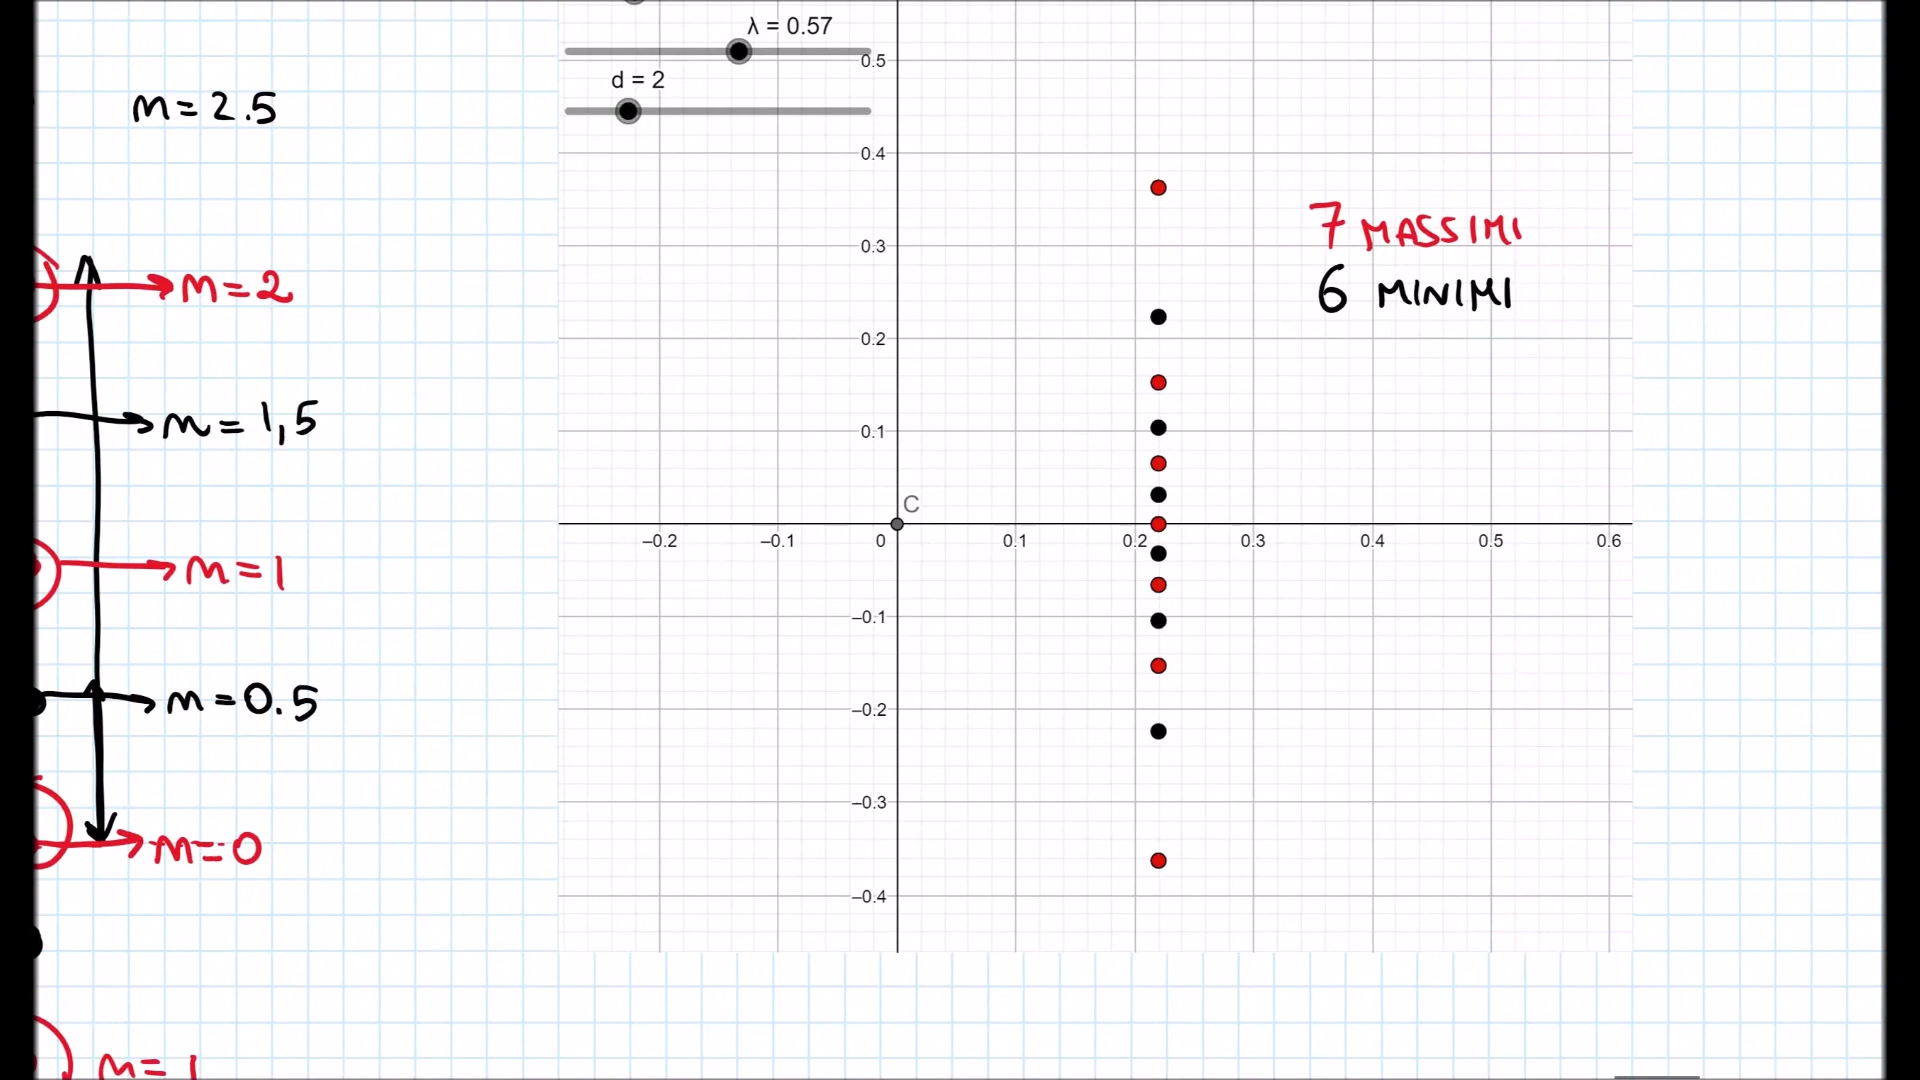 m = 2.5
m = 2
m = 1,5
m = 1
m = 0.5
m = 0
m = 1
λ = 0.57
d = 2
0.5
0.4
0.3
0.2
0.1
C
–0.2 –0.1 0 0.1 0.2 0.3 0.4 0.5 0.6
–0.1
–0.2
–0.3
–0.4
7 MASSIMI
6 MINIMI